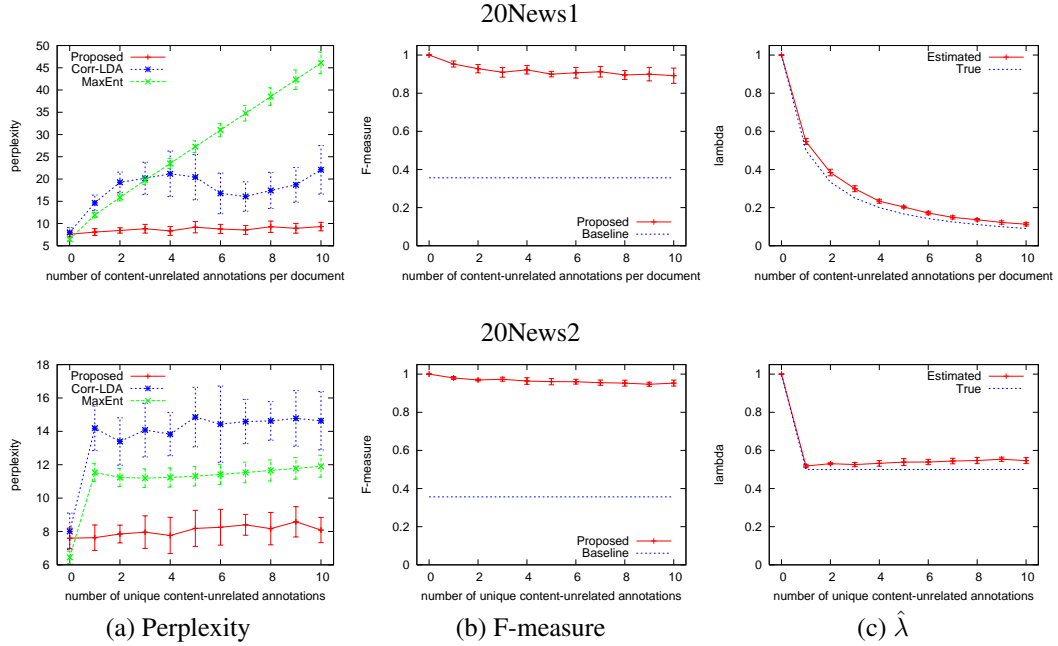 20News1
50
45
40
35
30
25
20
15
10
5
perplexity
Proposed
Corr-LDA
MaxEnt
0 2 4 6 8 10
number of content-unrelated annotations per document
1
0.8
0.6
0.4
0.2
0
F-measure
Proposed
Baseline
0 1 2 3 4 5 6 7 8 9 10
number of content-unrelated annotations per document
1
0.8
0.6
0.4
0.2
0
lambda
Estimated
True
0 2 4 6 8 10
number of content-unrelated annotations per document
20News2
18
16
14
12
10
8
6
perplexity
Proposed
Corr-LDA
MaxEnt
0 2 4 6 8 10
number of unique content-unrelated annotations
1
0.8
0.6
0.4
0.2
0
F-measure
Proposed
Baseline
0 2 4 6 8 10
number of unique content-unrelated annotations
1
0.8
0.6
0.4
0.2
0
lambda
Estimated
True
0 2 4 6 8 10
number of unique content-unrelated annotations
(a) Perplexity
(b) F-measure
(c) λ̂